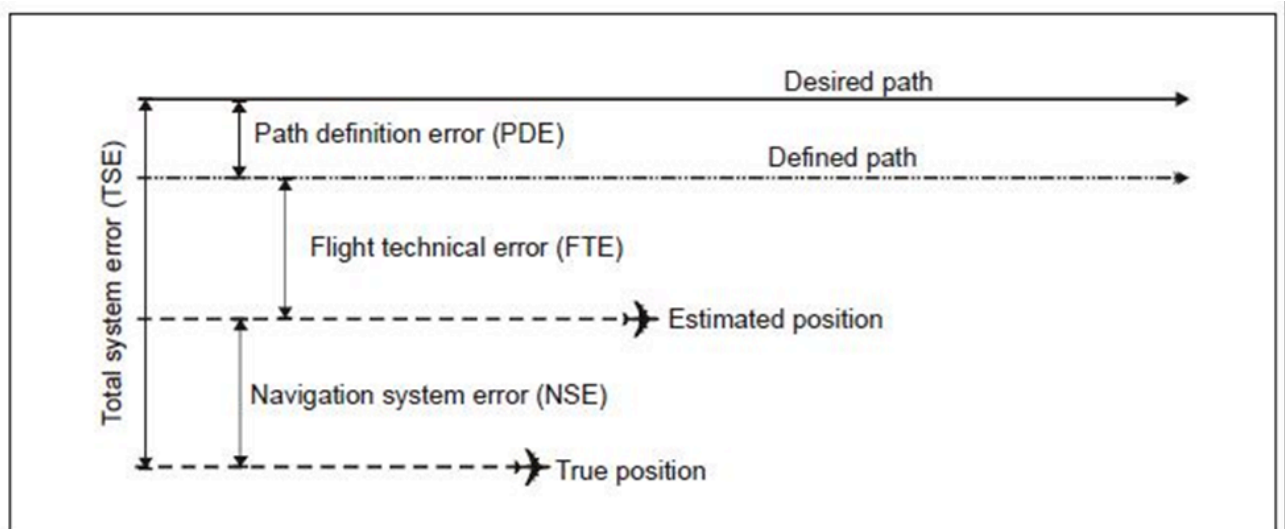 Desired path
Path definition error (PDE)
Defined path
Total system error (TSE)
Flight technical error (FTE)
Estimated position
Navigation system error (NSE)
True position